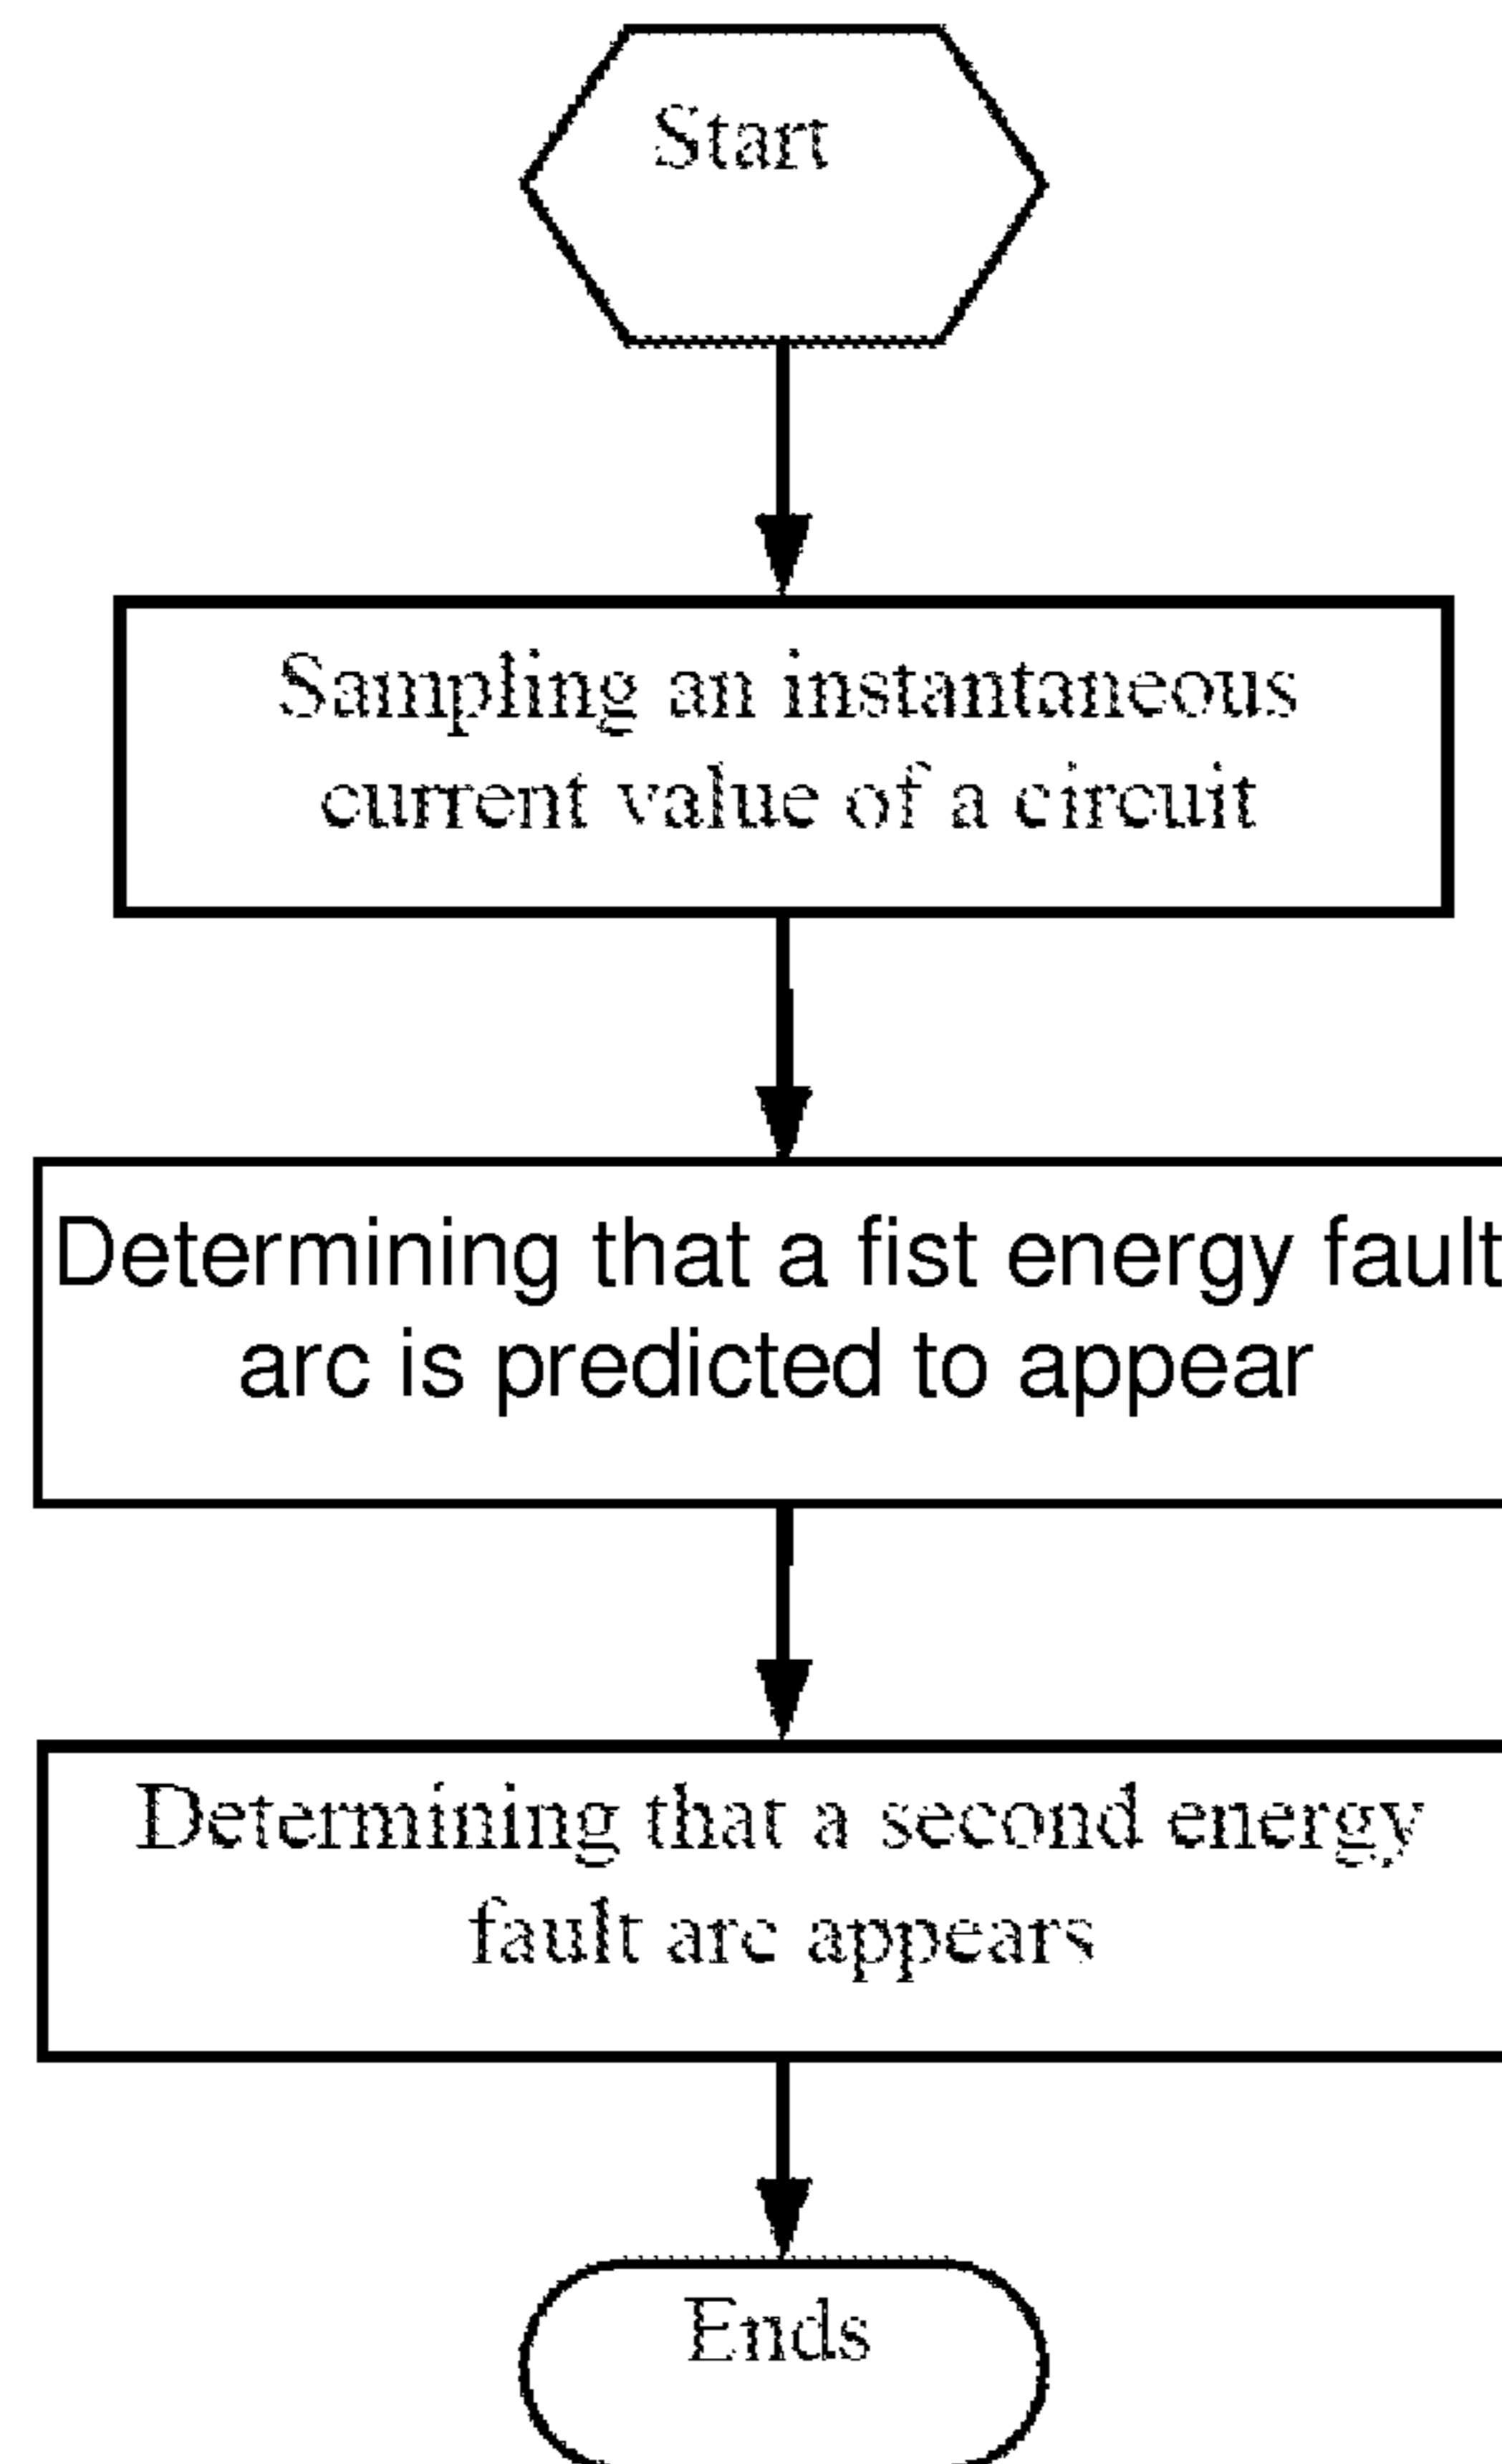 Start
Sampling an instantaneous
current value of a circuit
Determining that a fist energy fault
arc is predicted to appear
Determining that a second energy
fault arc appears
Ends